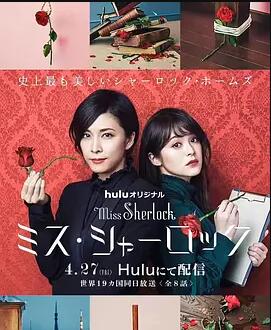 史上最も美しいシャーロック・ホームズ
huluオリジナル
Miss Sherlock
ミス・シャーロック
4.27(FRI) Huluにて配信
世界19カ国同日放送〈全8話〉